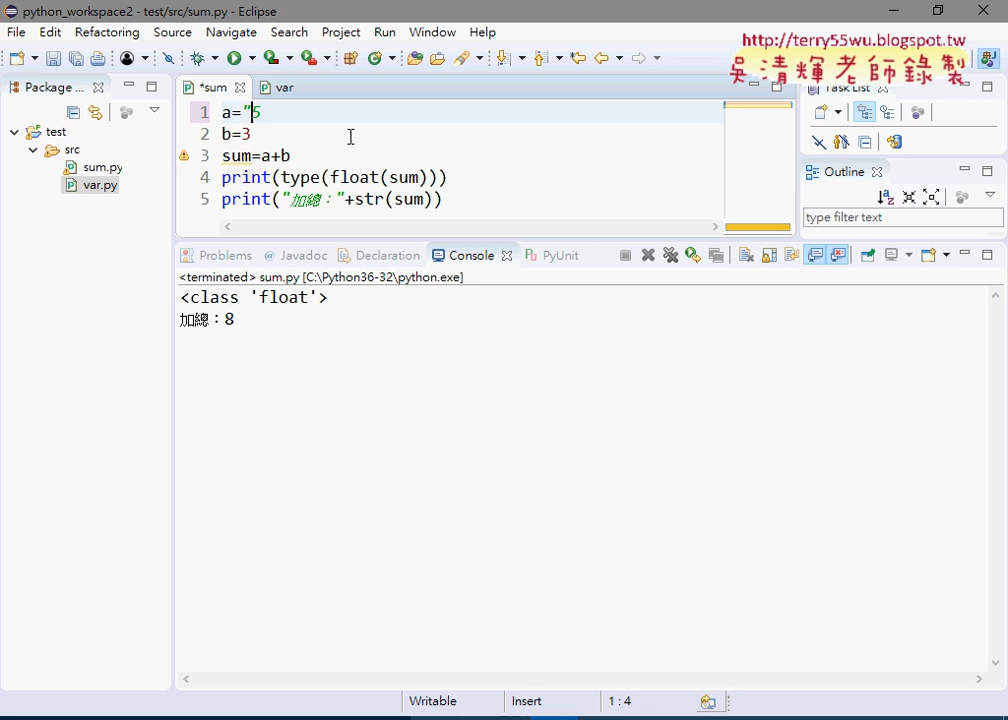 python_workspace2 - test/src/sum.py - Eclipse
File Edit Refactoring Source Navigate Search Project Run Window Help
http://terry55wu.blogspot.tw
吳清輝老師錄製
Package ...
*sum
var
Task List
test
src
sum.py
var.py
1 a="5
2 b=3
3 sum=a+b
4 print(type(float(sum)))
5 print("加總："+str(sum))
Outline
type filter text
Problems @ Javadoc Declaration Console PyUnit
<terminated> sum.py [C:\Python36-32\python.exe]
<class 'float'>
加總：8
Writable Insert 1 : 4